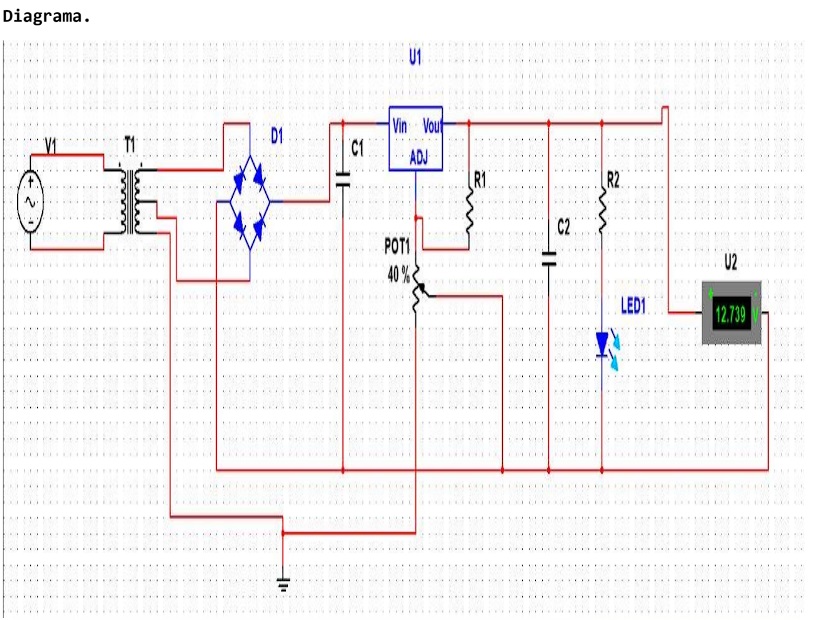 Diagrama.
U1
V1
T1
D1
C1
Vin Vout
ADJ
R1
R2
C2
POT1
40 %
U2
LED1
12.739 V